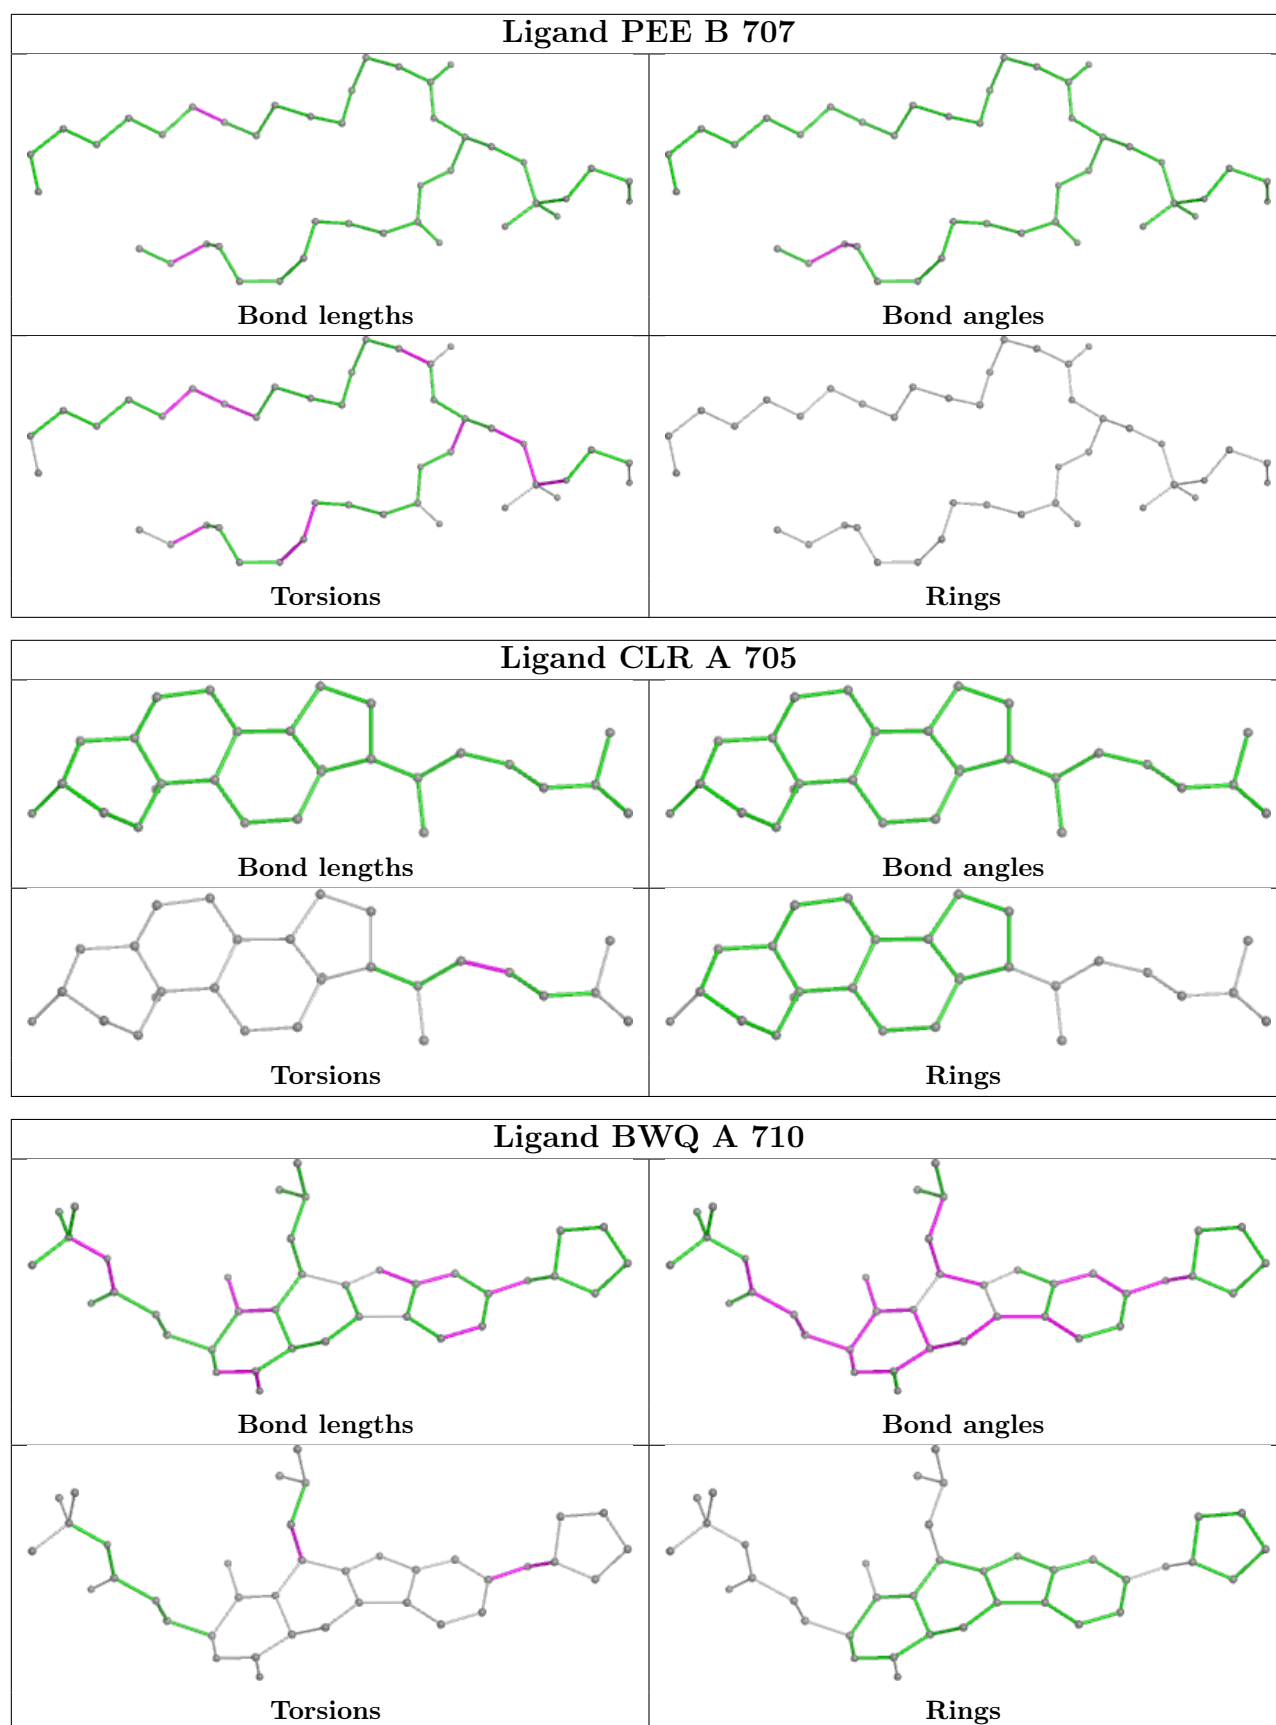 Ligand PEE B 707
Bond lengths
Bond angles
Torsions
Rings
Ligand CLR A 705
Bond lengths
Bond angles
Torsions
Rings
Ligand BWQ A 710
Bond lengths
Bond angles
Torsions
Rings